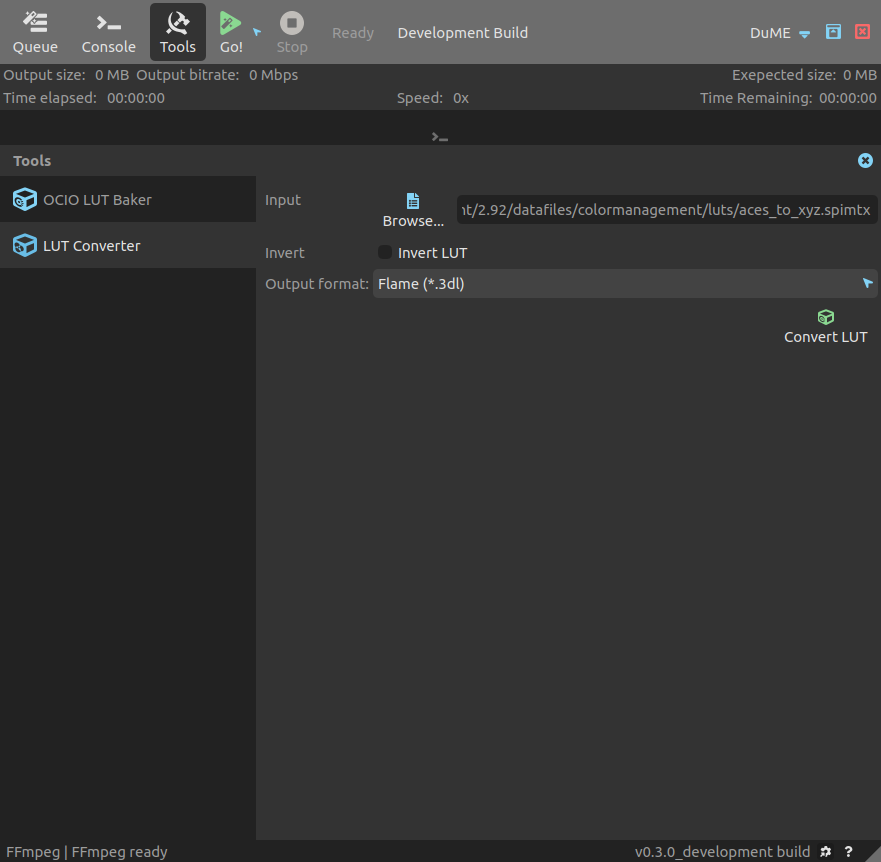 Queue Console Tools Go! Stop Ready Development Build DuME
Output size: 0 MB Output bitrate: 0 Mbps Exepected size: 0 MB
Time elapsed: 00:00:00 Speed: 0x Time Remaining: 00:00:00
Tools
OCIO LUT Baker
LUT Converter
Input Browse... nt/2.92/datafiles/colormanagement/luts/aces_to_xyz.spimtx
Invert Invert LUT
Output format: Flame (*.3dl)
Convert LUT
FFmpeg | FFmpeg ready v0.3.0_development build ?